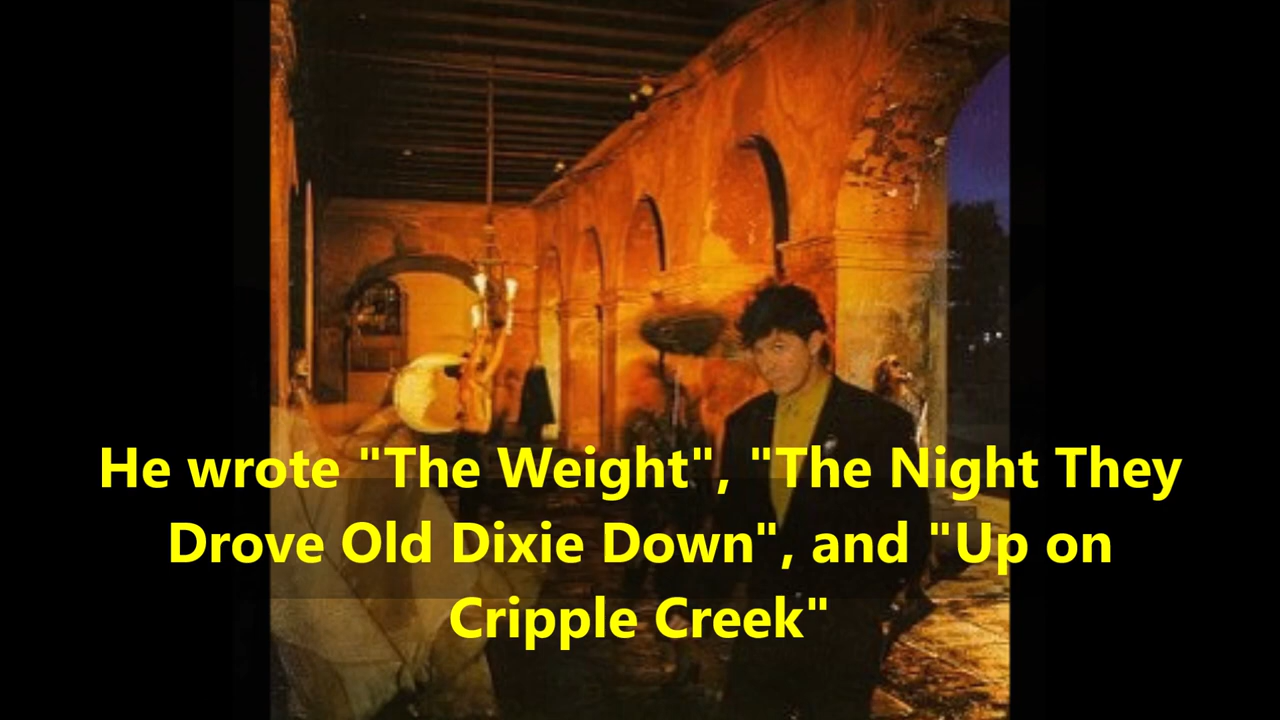 He wrote "The Weight", "The Night They
Drove Old Dixie Down", and "Up on
Cripple Creek"